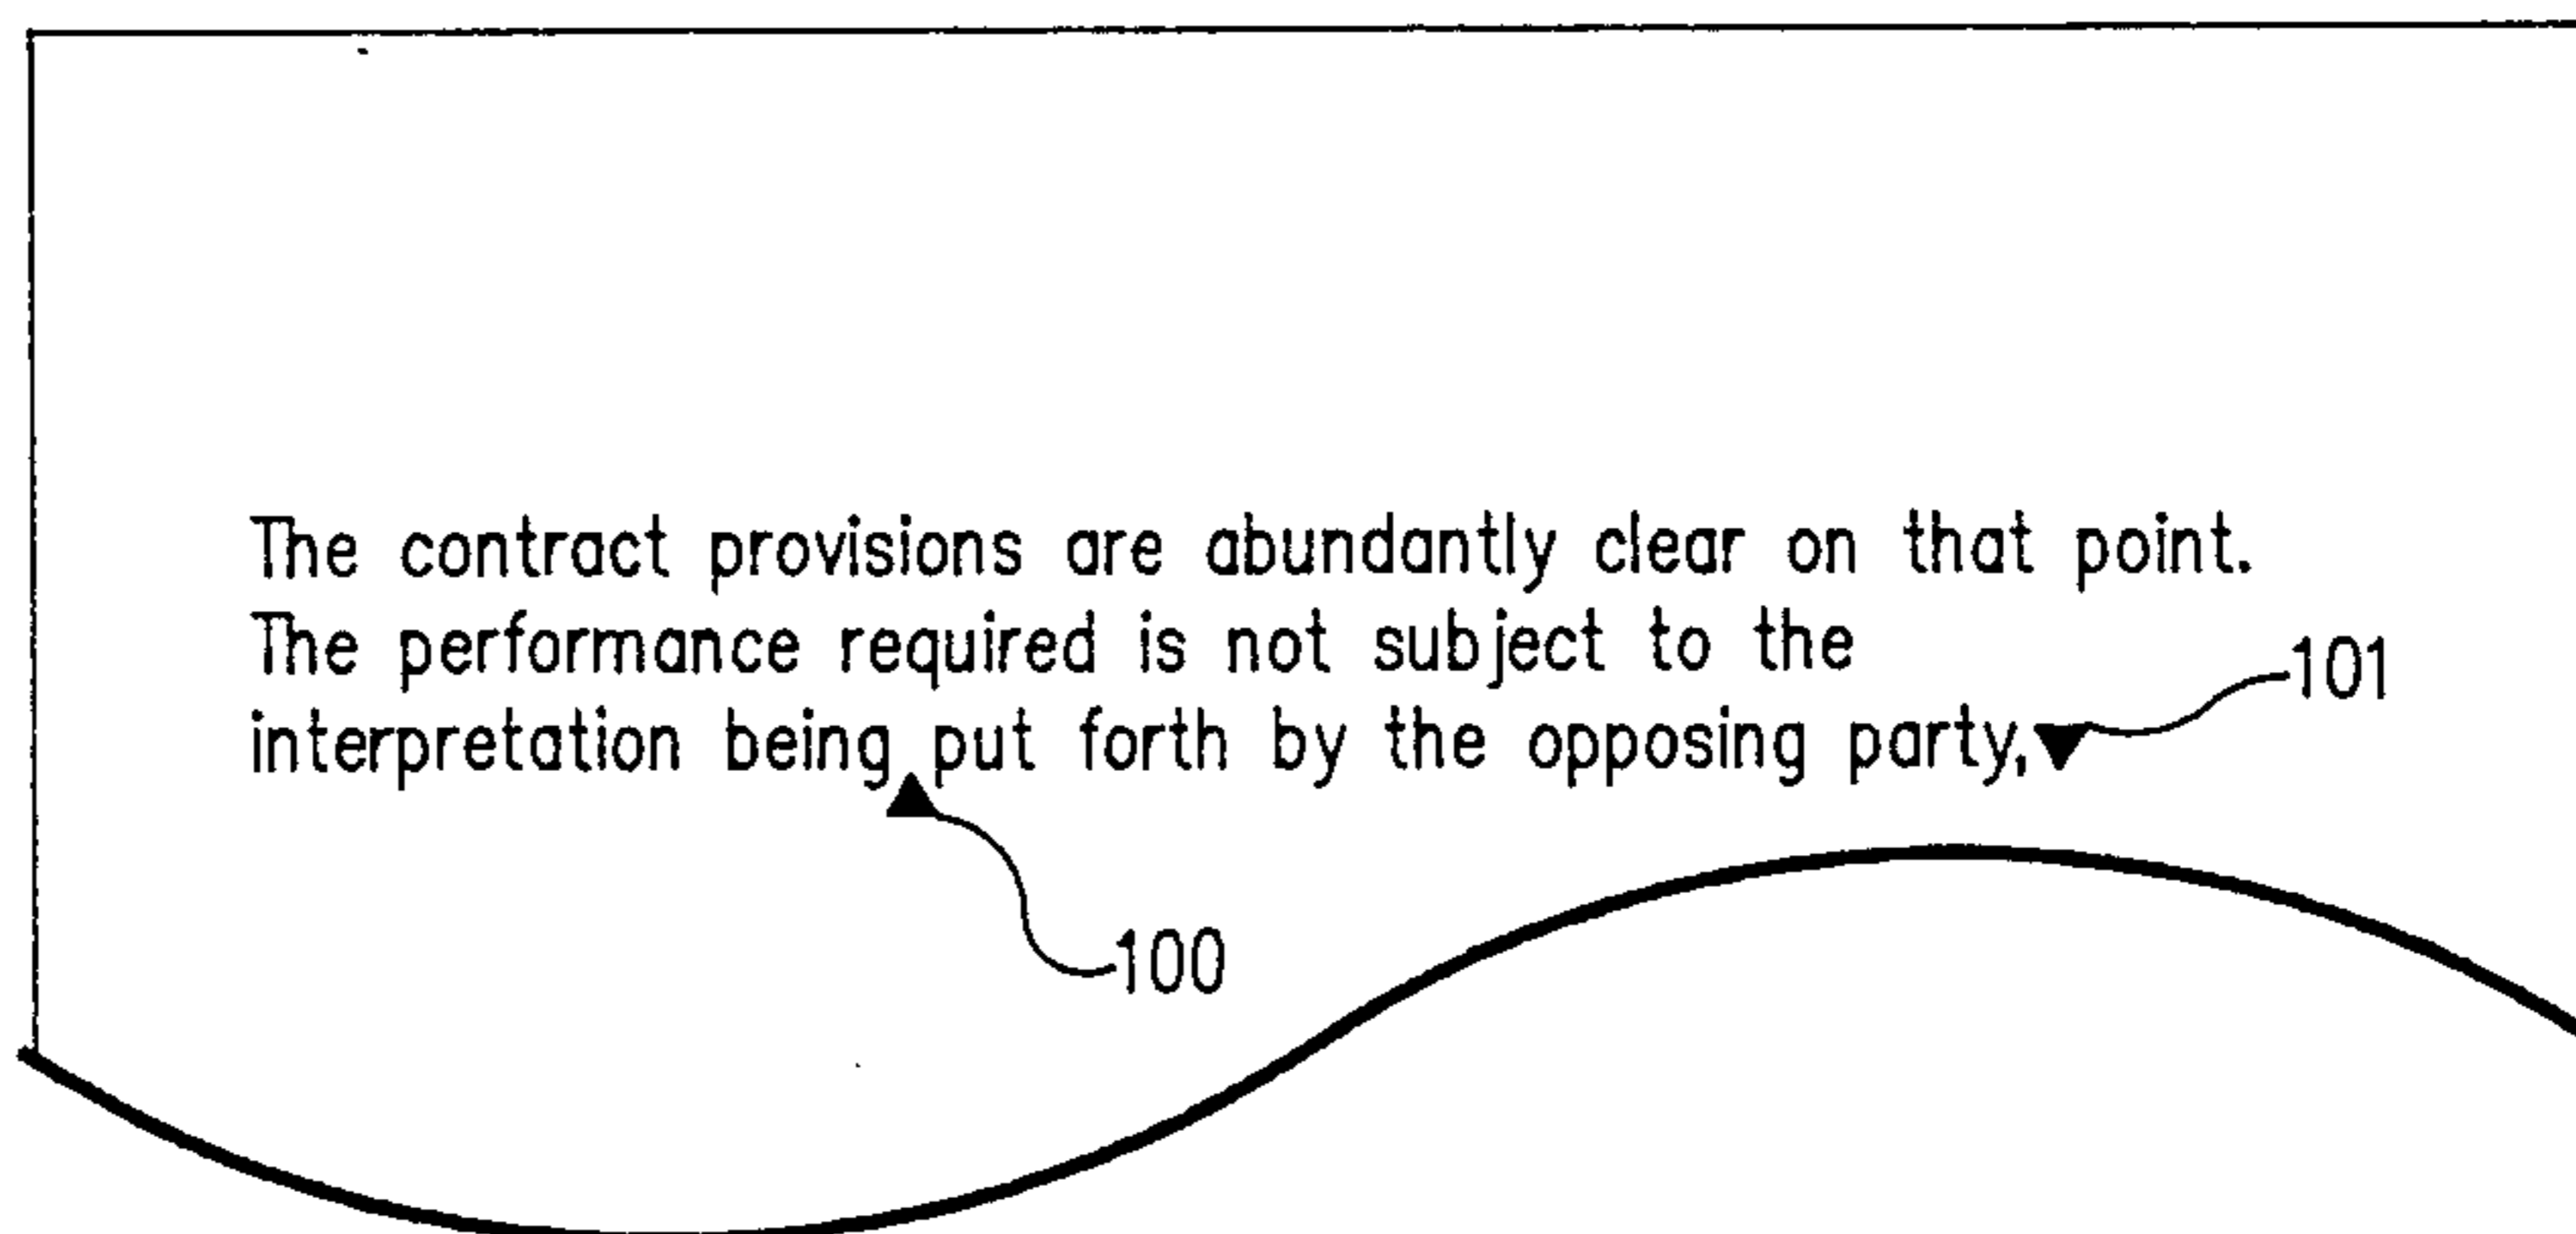 The contract provisions are abundantly clear on that point.
The performance required is not subject to the
101
interpretation being put forth by the opposing party,
100